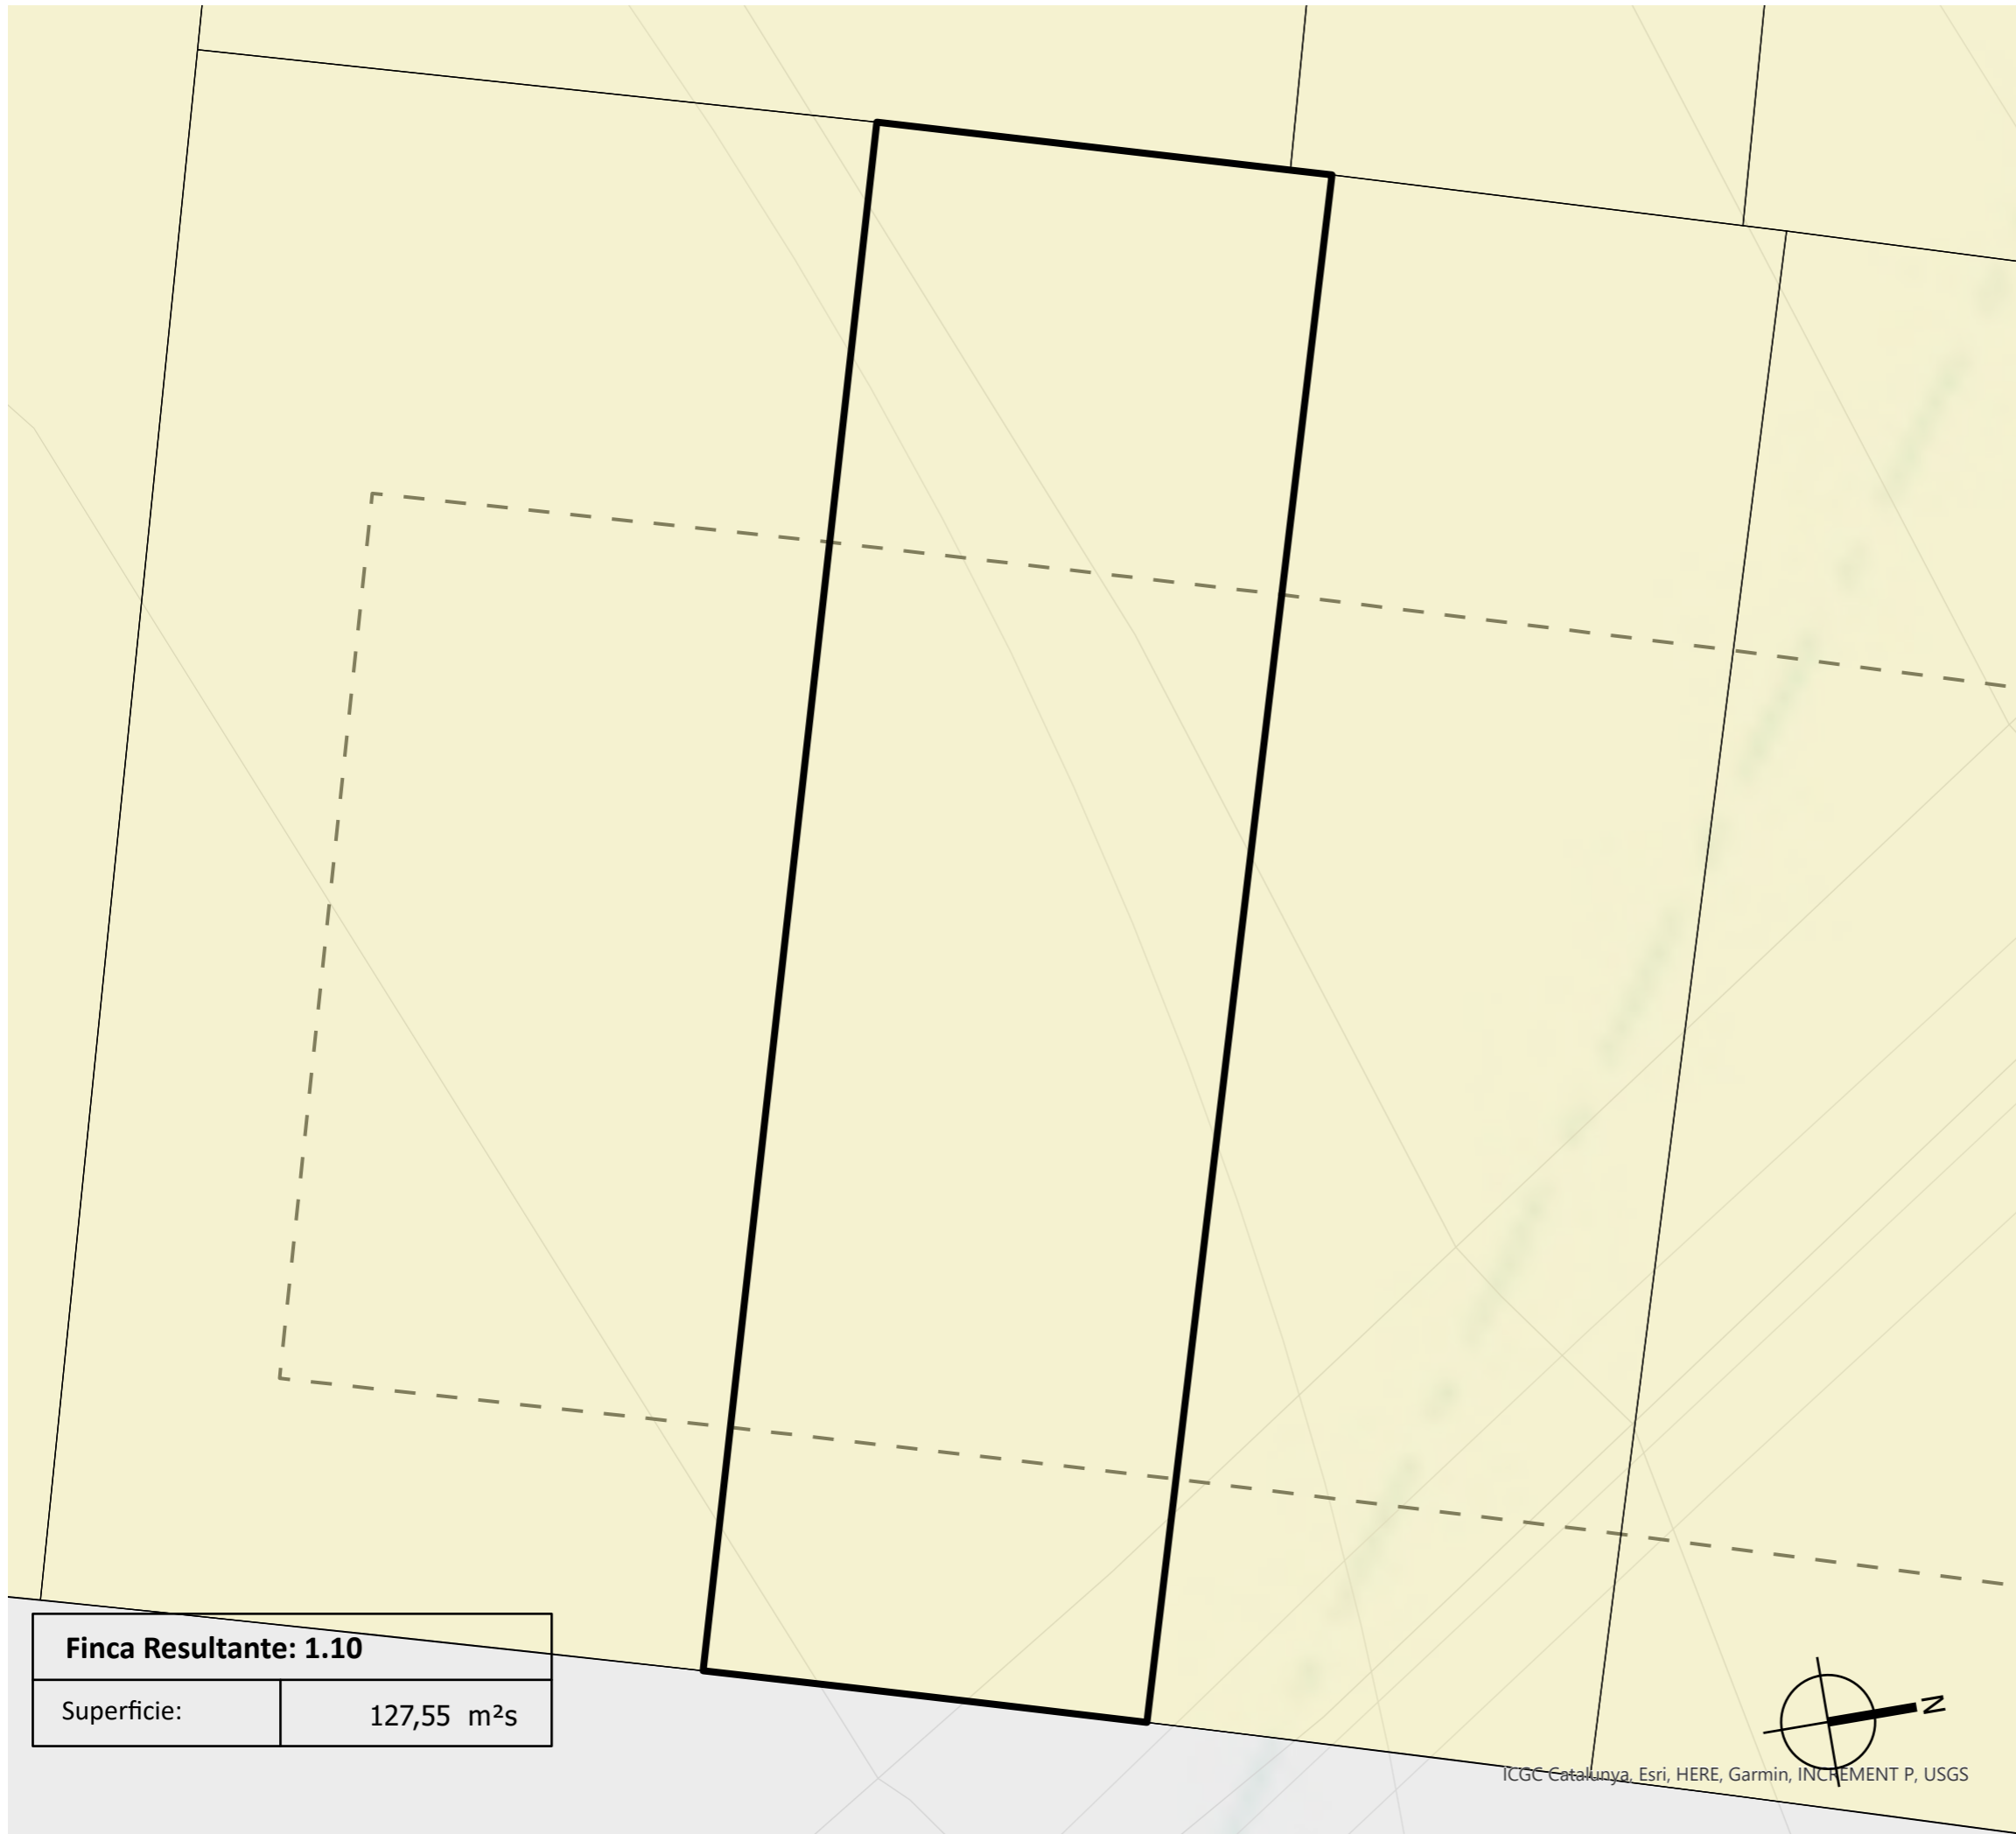 Finca Resultante: 1.10
Superficie: 127,55 m²s
N
ICGC Catalunya, Esri, HERE, Garmin, INCREMENT P, USGS